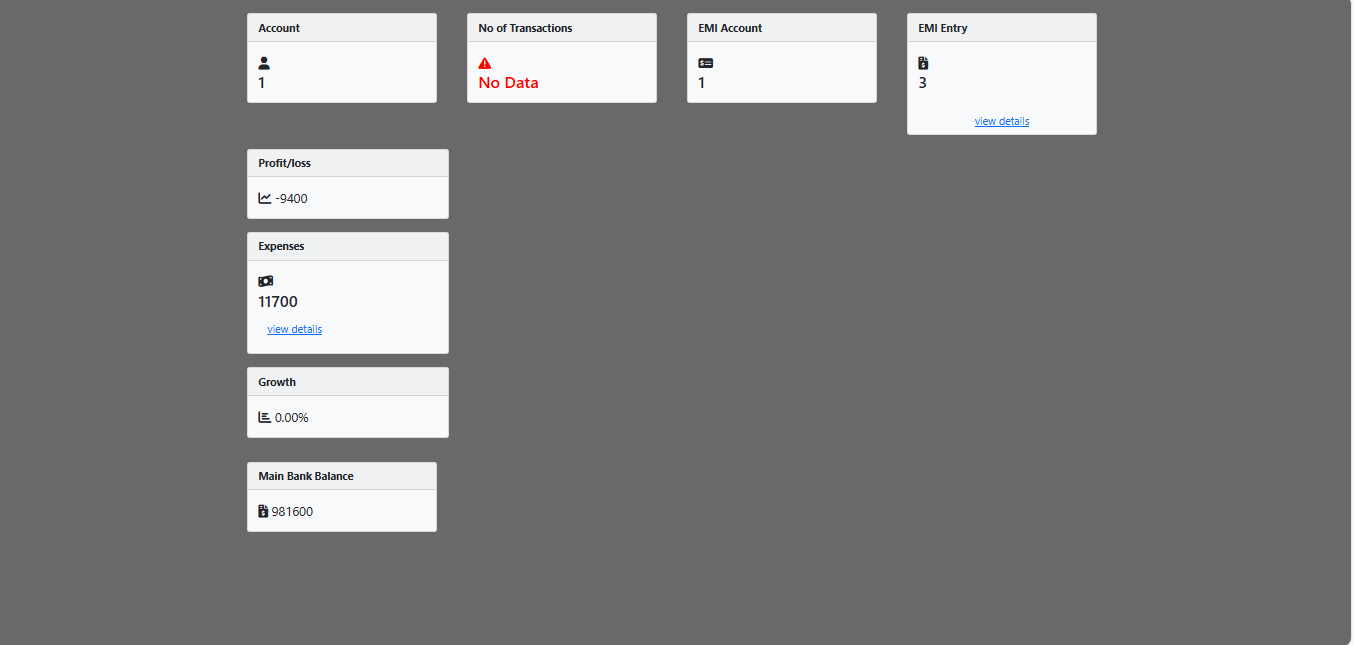 Account
1
No of Transactions
No Data
EMI Account
1
EMI Entry
3
view details
Profit/loss
-9400
Expenses
11700
view details
Growth
0.00%
Main Bank Balance
981600